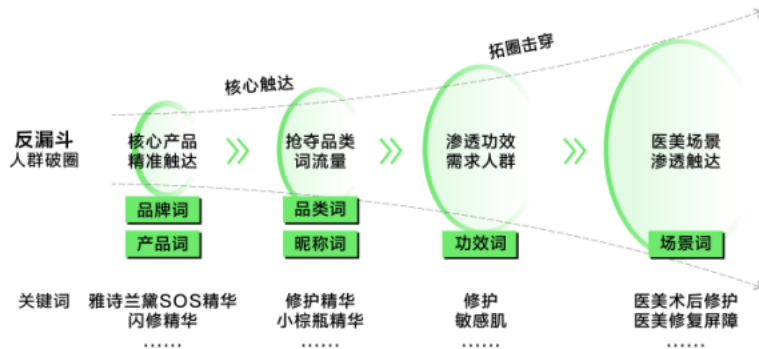 核心触达
拓圈击穿
反漏斗
人群破圈
核心产品
精准触达
抢夺品类
词流量
渗透功效
需求人群
医美场景
渗透触达
品牌词
产品词
品类词
昵称词
功效词
场景词
关键词
雅诗兰黛SOS精华
闪修精华
......
修护精华
小棕瓶精华
......
修护
敏感肌
......
医美术后修护
医美修复屏障
......